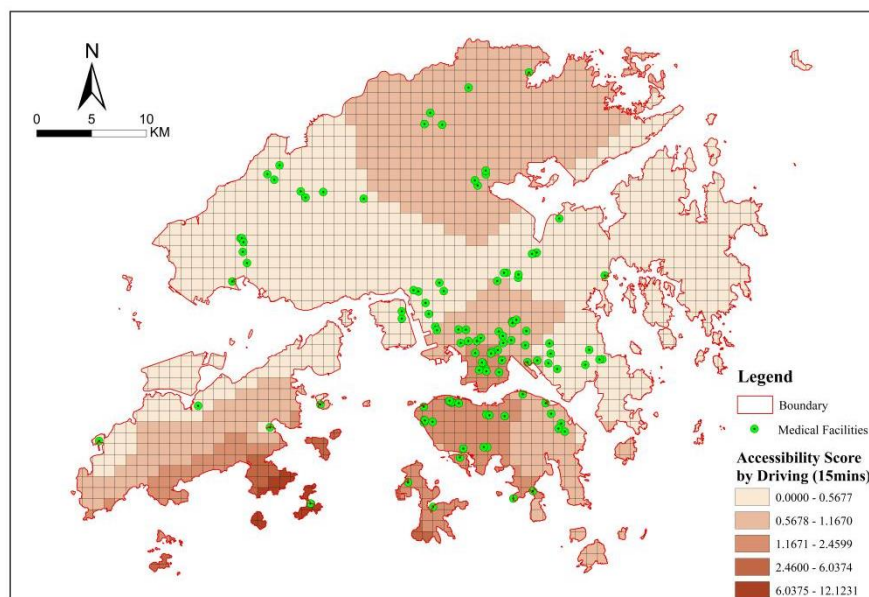 N
0 5 10
KM
Legend
Boundary
Medical Facilities
Accessibility Score
by Driving (15mins)
0.0000 - 0.5677
0.5678 - 1.1670
1.1671 - 2.4599
2.4600 - 6.0374
6.0375 - 12.1231